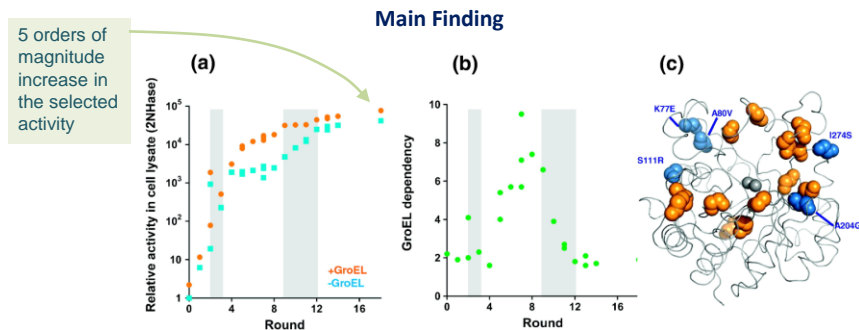 Main Finding
5 orders of
magnitude
increase in
the selected
activity
(a)
Relative activity in cell lysate (2NHase)
10^5
10^4
10^3
10^2
10
1
+GroEL
-GroEL
0
4
8
12
16
Round
(b)
GroEL dependency
10
8
6
4
2
0
0
4
8
12
16
Round
(c)
K77E
A80V
I274S
S111R
A204G